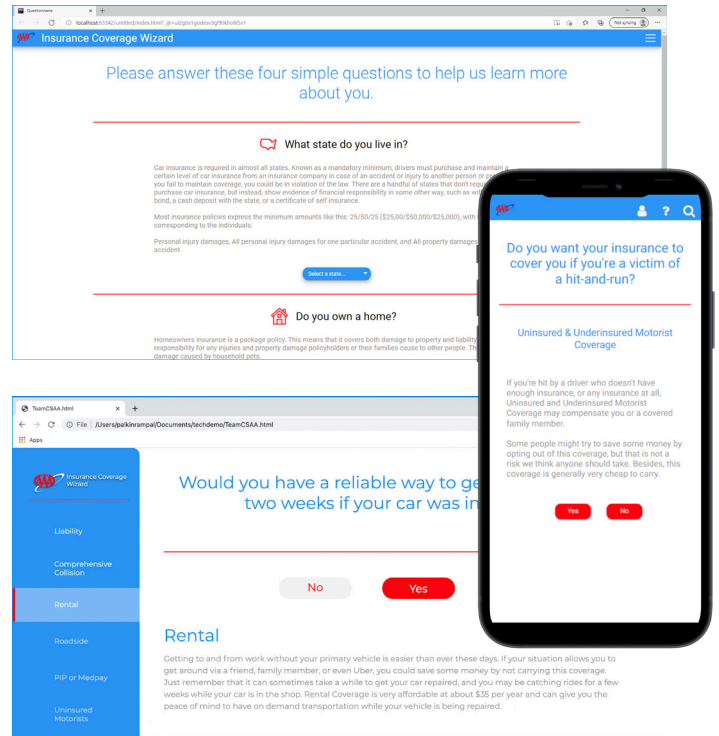 Questionnaire
Insurance Coverage Wizard
Not syncing
Please answer these four simple questions to help us learn more
about you.
What state do you live in?
Car insurance is required in almost all states. Known as a mandatory minimum, drivers must purchase and maintain a
certain level of car insurance from an insurance company in case of an accident or injury to another person or
you fail to maintain coverage, you could be in violation of the law. There are a handful of states that don't
purchase car insurance, but instead, show evidence of financial responsibility in some other way, such as
bond, a cash deposit with the state, or a certificate of self insurance.
Most insurance policies express the minimum amounts like this: 25/50/25 ($25,00/$50,000/$25,000), with
corresponding to the individuals:
Personal injury damages, All personal injury damages for one particular accident, and All property damages
accident.
Select a state...
Do you own a home?
Homeowners insurance is a package policy. This means that it covers both damage to property and liability
responsibility for any injuries and property damage policyholders or their families cause to other people.
damage caused by household pets.
Do you want your insurance to
cover you if you're a victim of
a hit-and-run?
Uninsured & Underinsured Motorist
Coverage
If you're hit by a driver who doesn't have
enough insurance, or any insurance at all,
Uninsured and Underinsured Motorist
Coverage may compensate you or a covered
family member.
Some people might try to save some money by
opting out of this coverage, but that is not a
risk we think anyone should take. Besides, this
coverage is generally very cheap to carry.
Yes No
TeamCSAA.html
File /Users/palkinrampal/Documents/techdemo/TeamCSAA.html
Apps
Insurance Coverage
Wizard
Liability
Comprehensive
Collision
Rental
Roadside
PIP or Medpay
Uninsured
Motorists
Would you have a reliable way to
two weeks if your car was
No Yes
Rental
Getting to and from work without your primary vehicle is easier than ever these days. If your situation allows you to
get around via a friend, family member, or even Uber, you could save some money by not carrying this coverage.
Just remember that it can sometimes take a while to get your car repaired, and you may be catching rides for a few
weeks while your car is in the shop. Rental Coverage is very affordable at about $35 per year and can give you the
peace of mind to have on demand transportation while your vehicle is being repaired.